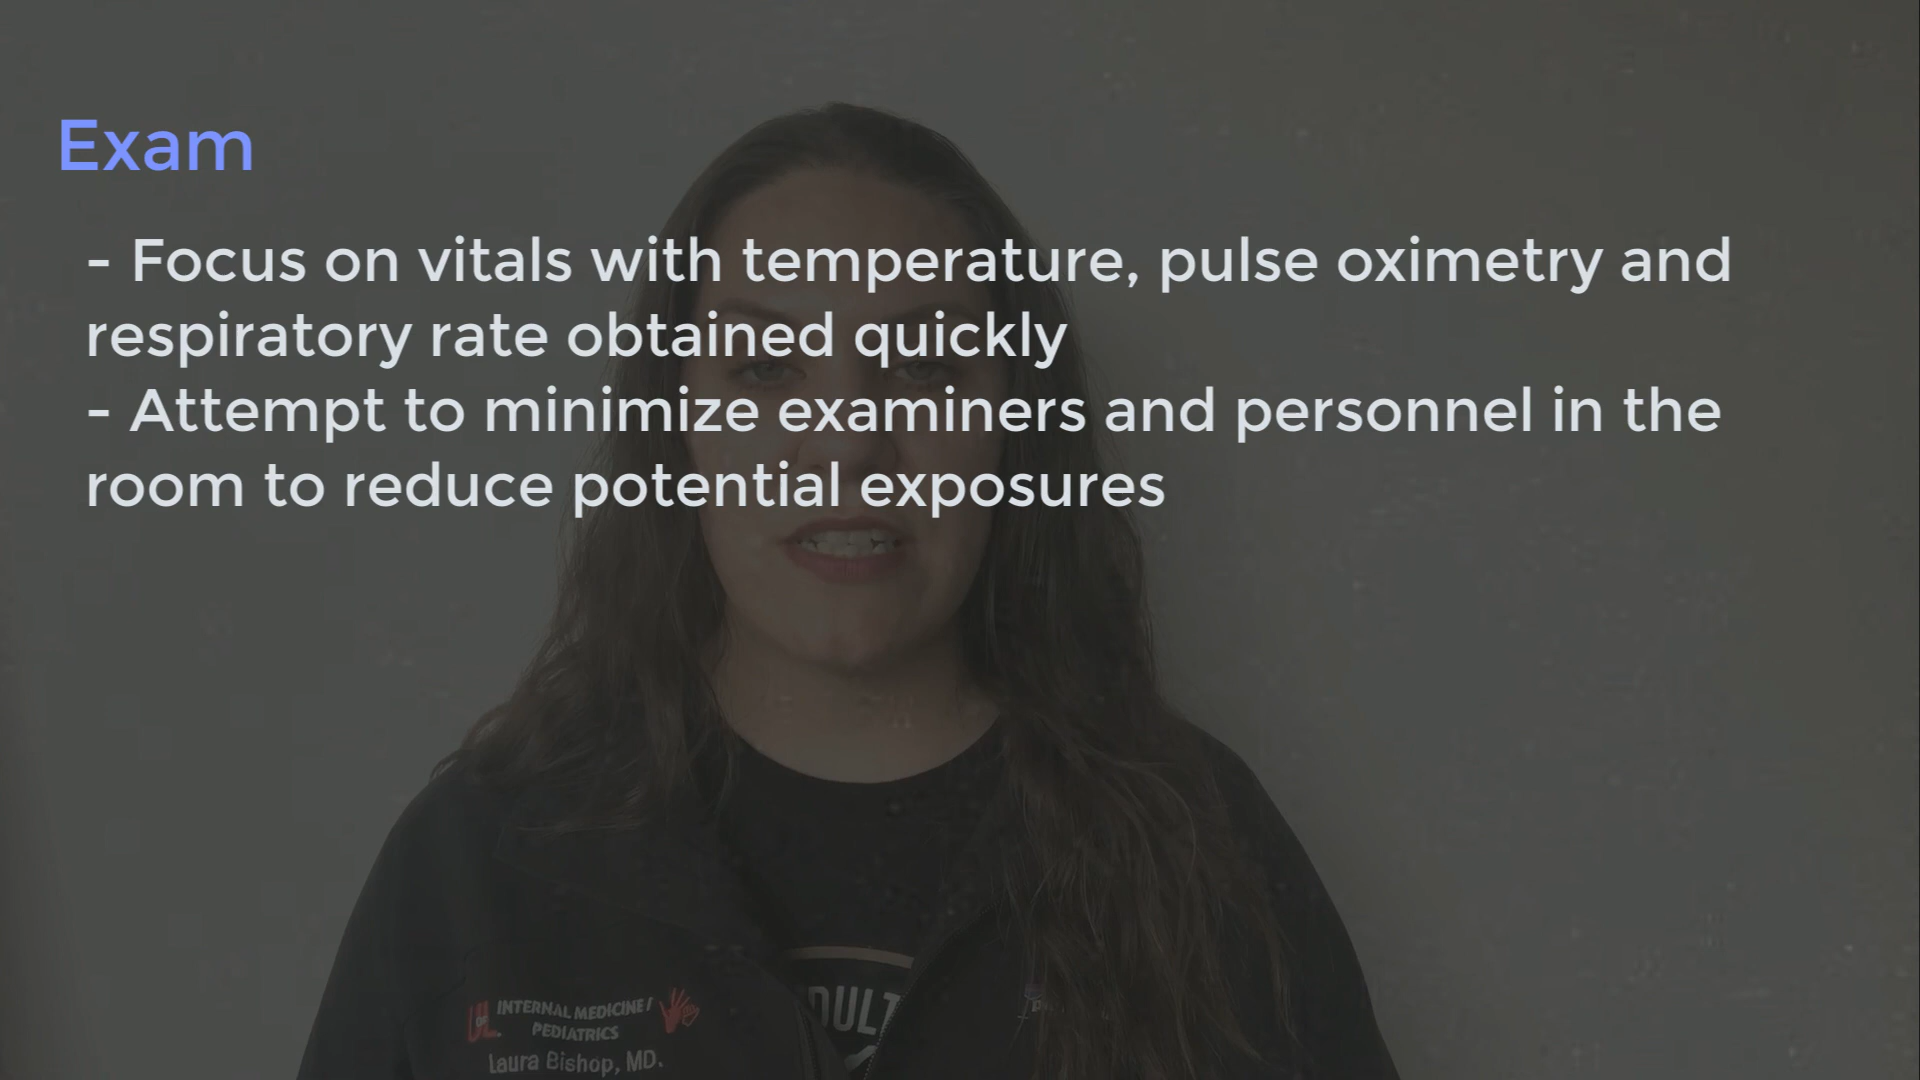 Exam
- Focus on vitals with temperature, pulse oximetry and
respiratory rate obtained quickly
- Attempt to minimize examiners and personnel in the
room to reduce potential exposures
INTERNAL MEDICINE/
PEDIATRICS
Laura Bishop, MD.